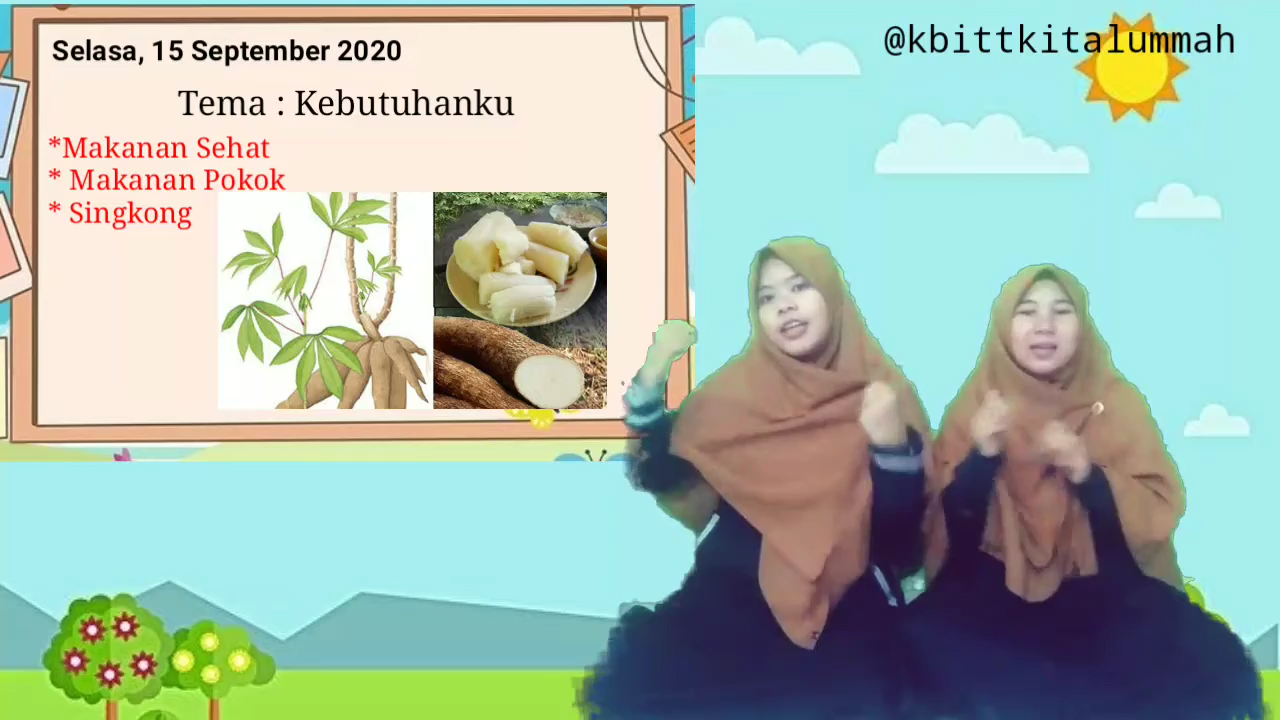 Selasa, 15 September 2020
@kbittkitalummah
Tema : Kebutuhanku
*Makanan Sehat
* Makanan Pokok
* Singkong